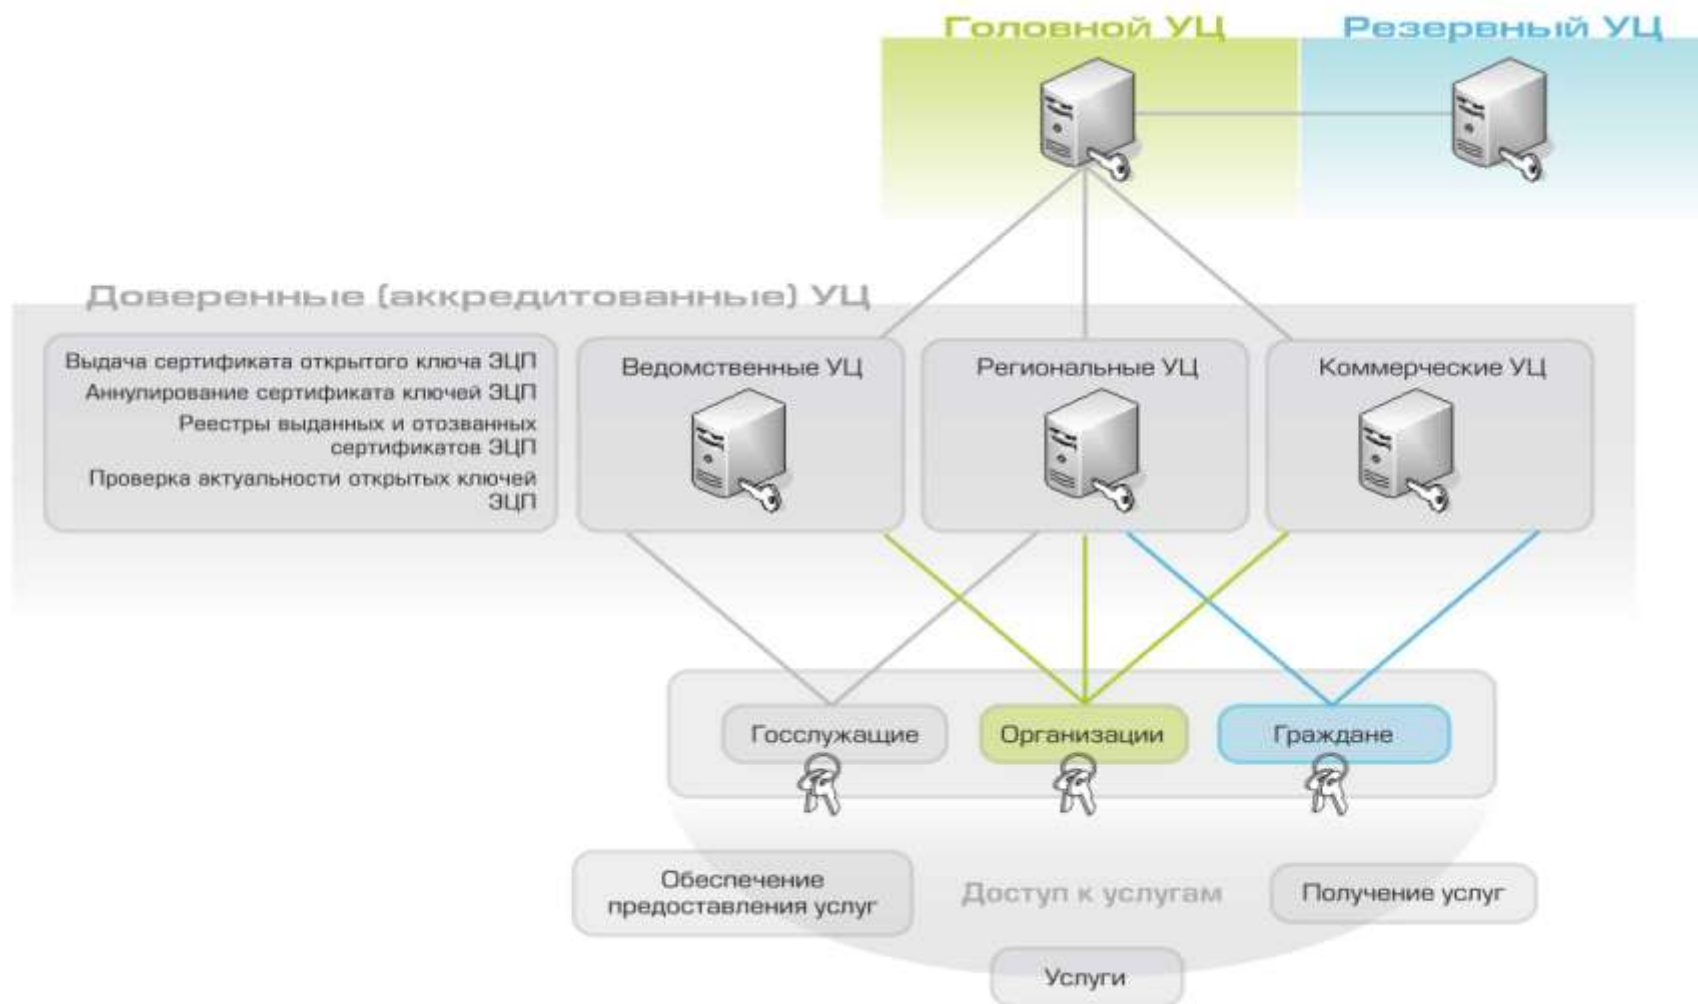 Головной УЦ
Резервный УЦ
Доверенные (аккредитованные) УЦ
Выдача сертификата открытого ключа ЭЦП
Аннулирование сертификата ключей ЭЦП
Реестры выданных и отозванных
сертификатов ЭЦП
Проверка актуальности открытых ключей
ЭЦП
Ведомственные УЦ
Региональные УЦ
Коммерческие УЦ
Госслужащие
Организации
Граждане
Обеспечение
предоставления услуг
Доступ к услугам
Получение услуг
Услуги